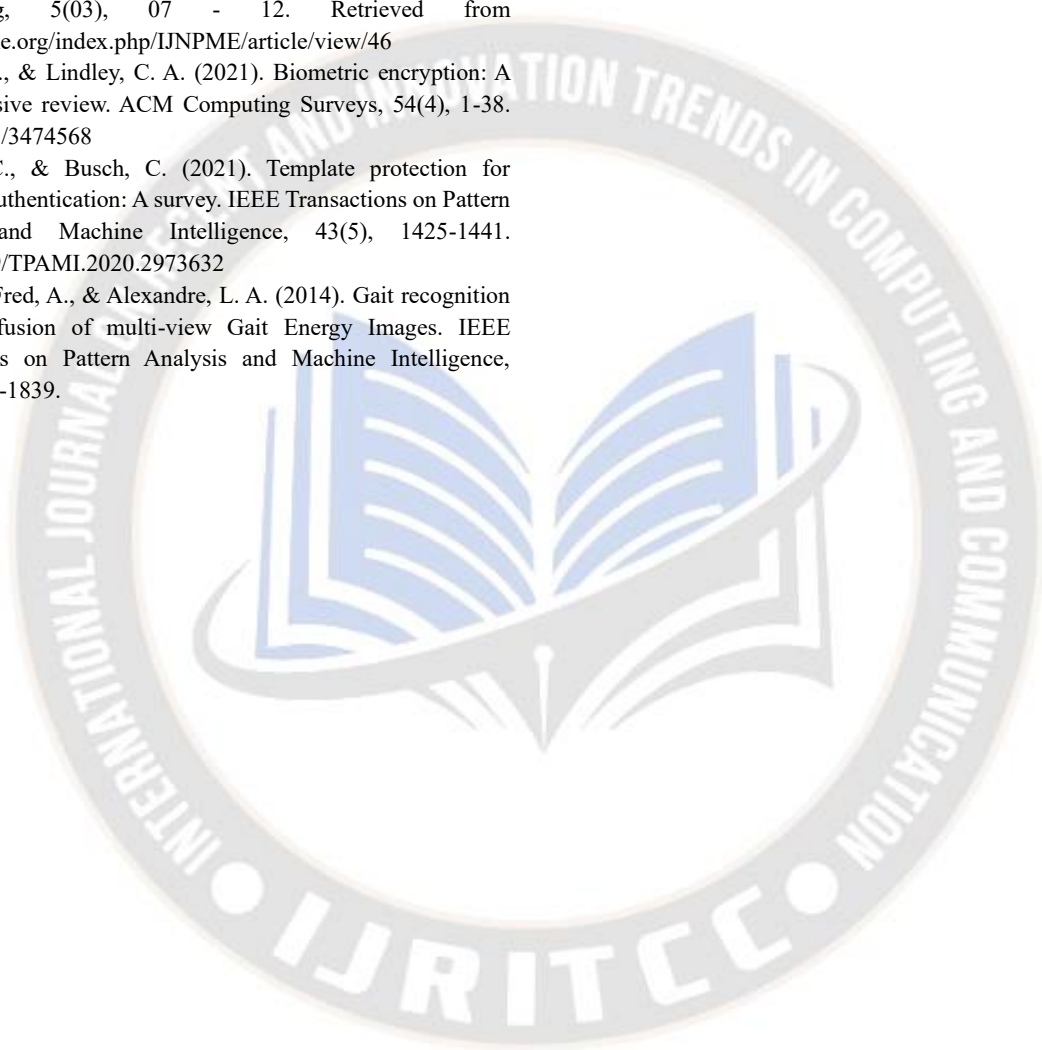 g, 5(03), 07 - 12. Retrieved from
e.org/index.php/IJNPME/article/view/46
., & Lindley, C. A. (2021). Biometric encryption: A
sive review. ACM Computing Surveys, 54(4), 1-38.
/3474568
C., & Busch, C. (2021). Template protection for
uthentication: A survey. IEEE Transactions on Pattern
and Machine Intelligence, 43(5), 1425-1441.
/TPAMI.2020.2973632
Fred, A., & Alexandre, L. A. (2014). Gait recognition
fusion of multi-view Gait Energy Images. IEEE
s on Pattern Analysis and Machine Intelligence,
-1839.
INTERNATIONAL JOURNAL ON RECENT AND INNOVATION TRENDS IN COMPUTING AND COMMUNICATION
IJRITCC